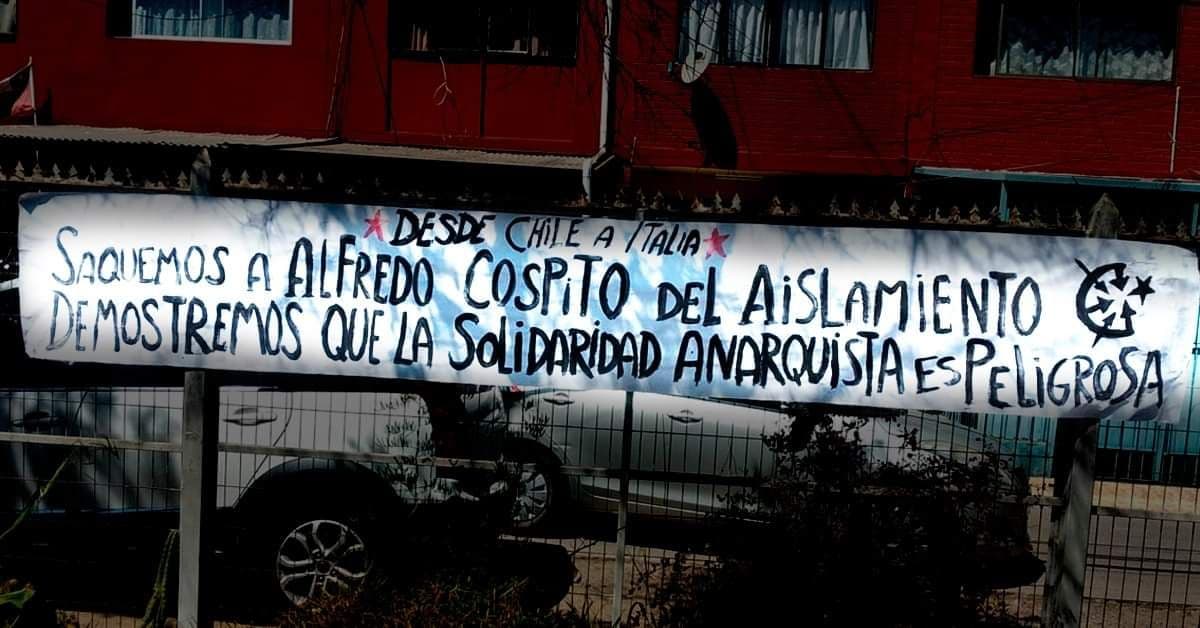 DESDE CHILE A ITALIA
SAQUEMOS A ALFREDO COSPITO DEL AISLAMIENTO
DEMOSTREMOS QUE LA SOLIDARIDAD ANARQUISTA ES PELIGROSA